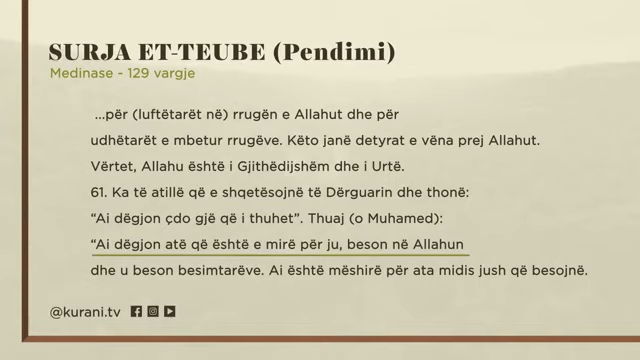 SURJA ET-TEUBE (Pendimi)
Medinase - 129 vargje
...për (luftëtarët në) rrugën e Allahut dhe për
udhëtarët e mbetur rrugëve. Këto janë detyrat e vëna prej Allahut.
Vërtet, Allahu është i Gjithëdijshëm dhe i Urtë.
61. Ka të atillë që e shqetësojnë të Dërguarin dhe thonë:
“Ai dëgjon çdo gjë që i thuhet”. Thuaj (o Muhamed):
“Ai dëgjon atë që është e mirë për ju, beson në Allahun
dhe u beson besimtarëve. Ai është mëshirë për ata midis jush që besojnë.
@kurani.tv